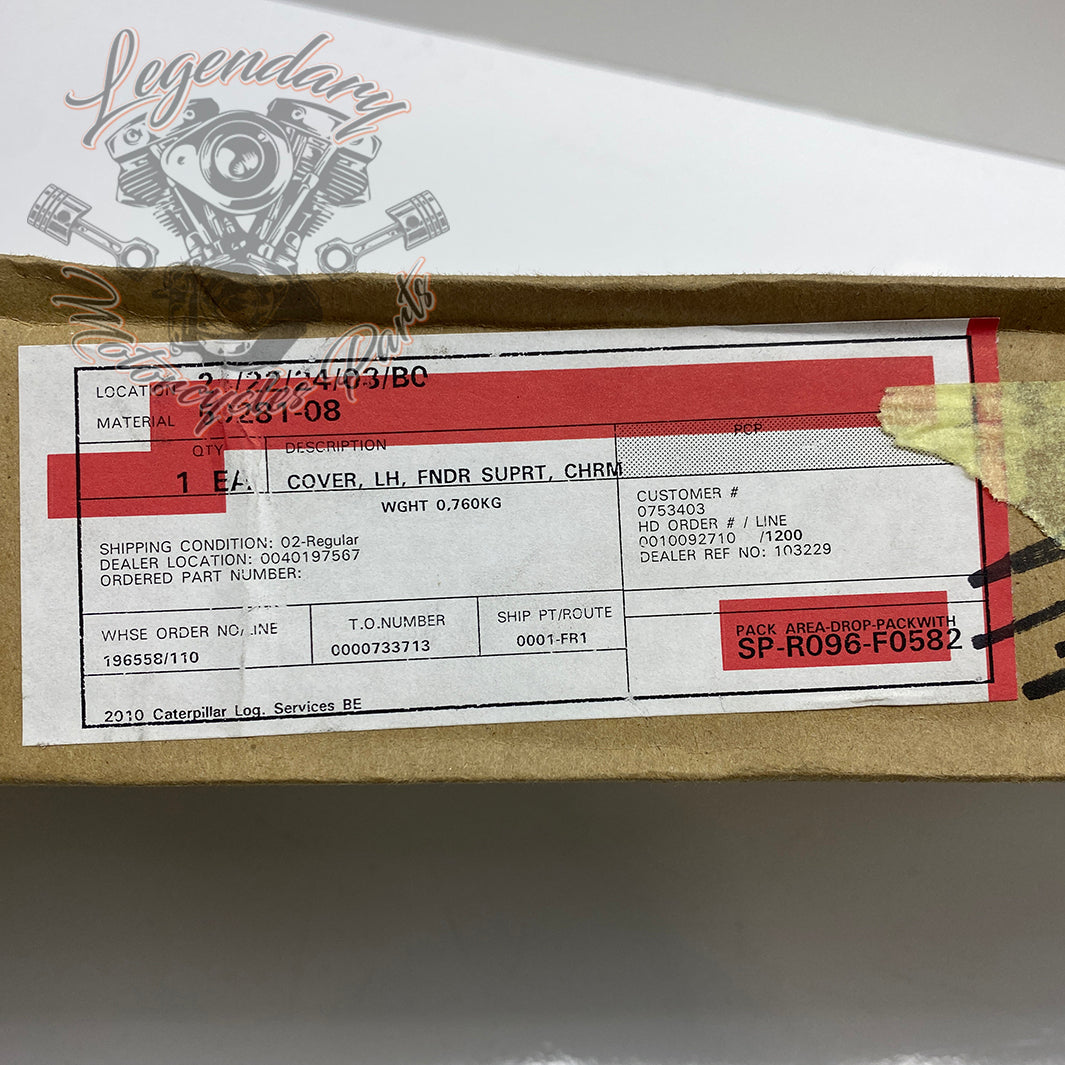 Legendary
Motorcycles Parts
LOCATION
MATERIAL
QTY DESCRIPTION PCP
1 EA COVER, LH, FNDR SUPRT, CHRM
WGHT 0,760KG
SHIPPING CONDITION: 02-Regular
DEALER LOCATION: 0040197567
ORDERED PART NUMBER:
CUSTOMER #
0753403
HD ORDER # / LINE
0010092710 /1200
DEALER REF NO: 103229
WHSE ORDER NO/LINE
196558/110
T.O.NUMBER
0000733713
SHIP PT/ROUTE
0001-FR1
PACK AREA-DROP-PACKWITH
SP-R096-F0582
2010 Caterpillar Log. Services BE